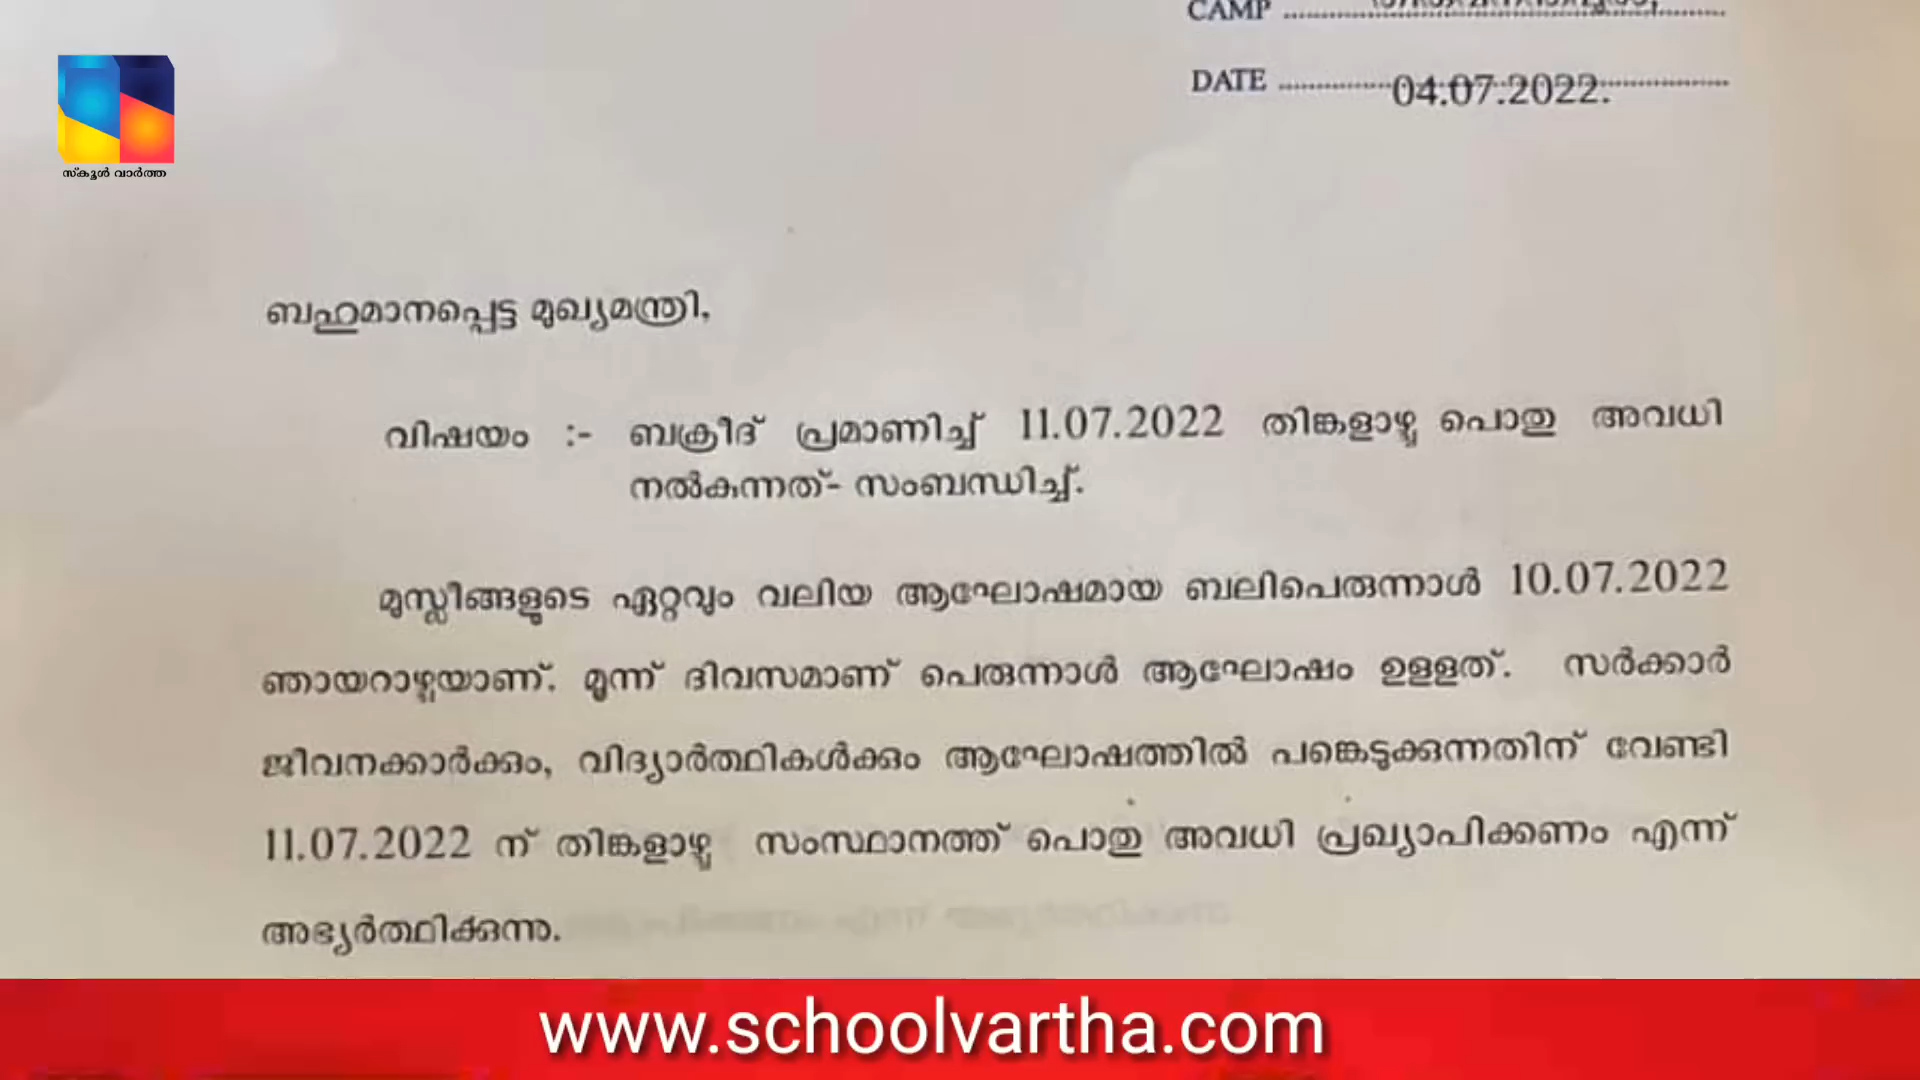 CAMP
DATE 04.07.2022.
സ്കൂൾ വാർത്ത
ബഹുമാനപ്പെട്ട മുഖ്യമന്ത്രി,
വിഷയം :- ബക്രീദ് പ്രമാണിച്ച് 11.07.2022 തിങ്കളാഴ്ച പൊതു അവധി
നൽകുന്നത്- സംബന്ധിച്ച്.
മുസ്ലീങ്ങളുടെ ഏറ്റവും വലിയ ആഘോഷമായ ബലിപെരുന്നാൾ 10.07.2022
ഞായറാഴ്ചയാണ്. മൂന്ന് ദിവസമാണ് പെരുന്നാൾ ആഘോഷം ഉള്ളത്. സർക്കാർ
ജീവനക്കാർക്കും, വിദ്യാർത്ഥികൾക്കും ആഘോഷത്തിൽ പങ്കെടുക്കുന്നതിന് വേണ്ടി
11.07.2022 ന് തിങ്കളാഴ്ച സംസ്ഥാനത്ത് പൊതു അവധി പ്രഖ്യാപിക്കണം എന്ന്
അഭ്യർത്ഥിക്കുന്നു.
www.schoolvartha.com